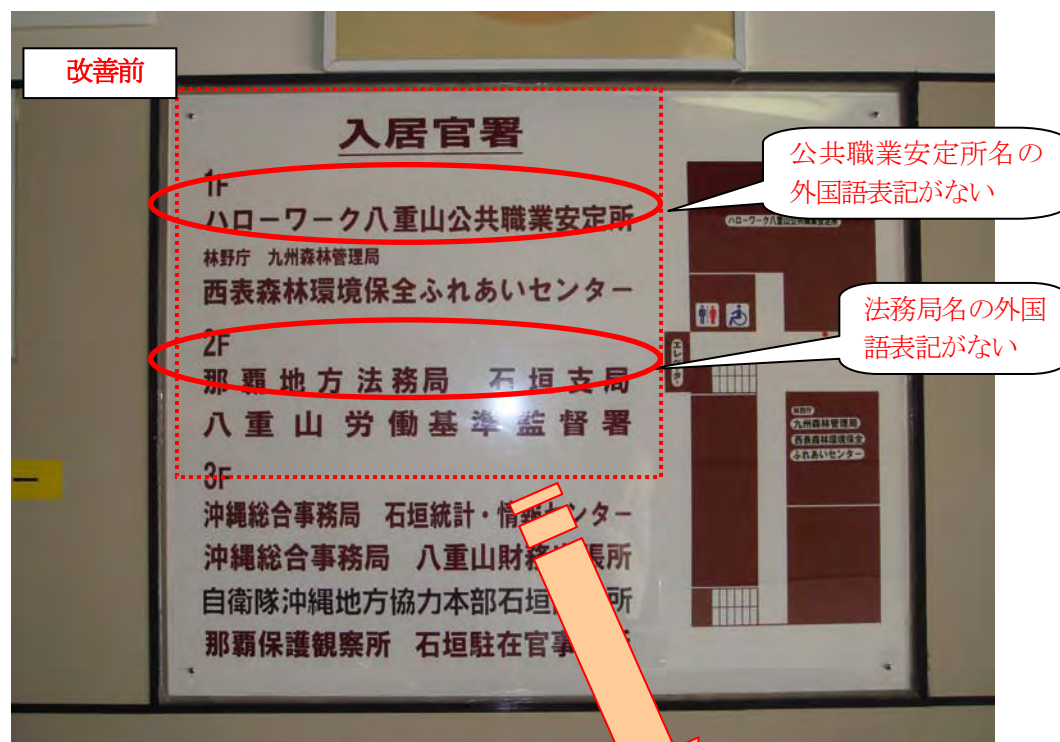 改善前
入居官署
1F
ハローワーク八重山公共職業安定所
林野庁 九州森林管理局
西表森林環境保全ふれあいセンター
2F
那覇地方法務局 石垣支局
八重山労働基準監督署
3F
沖縄総合事務局 石垣統計・情報センター
沖縄総合事務局 八重山財務 張所
自衛隊沖縄地方協力本部石垣 所
那覇保護観察所 石垣駐在官事
公共職業安定所名の
外国語表記がない
ハローワーク八重山公共職業安定所
法務局名の外国
語表記がない
エレベーター
林野庁
九州森林管理局
西表森林環境保全
ふれあいセンター